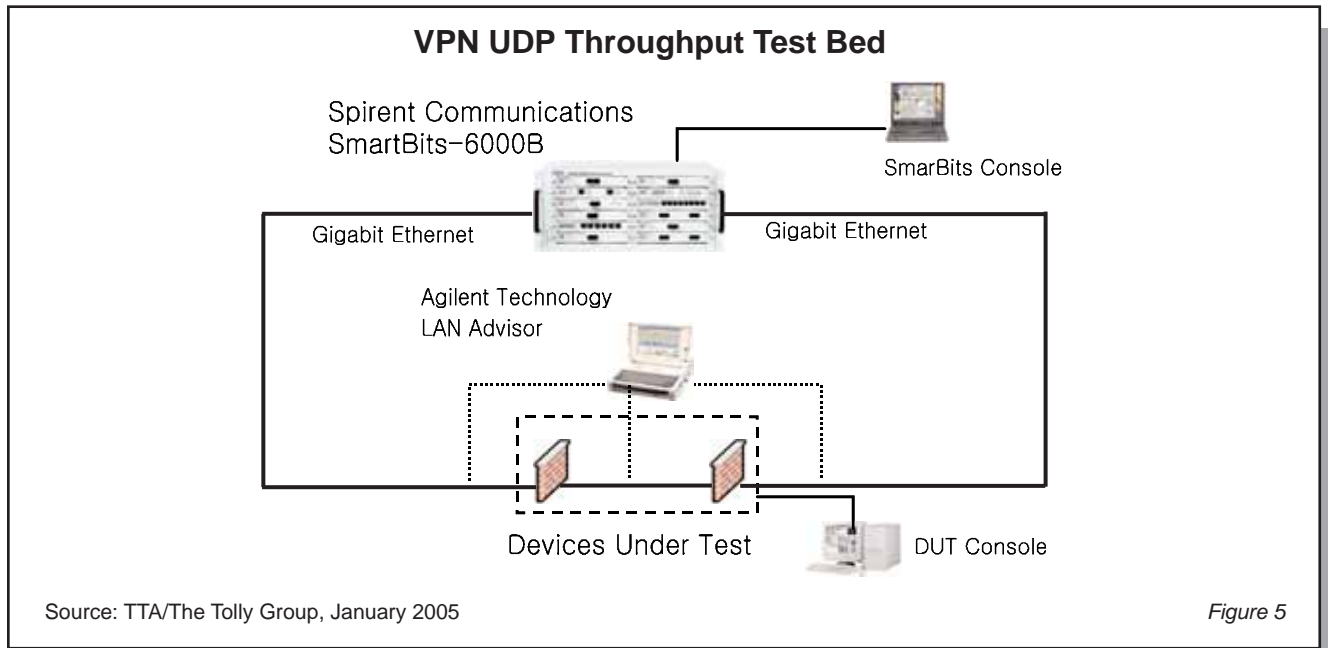 VPN UDP Throughput Test Bed
Spirent Communications
SmartBits-6000B
SmarBits Console
Gigabit Ethernet
Gigabit Ethernet
Agilent Technology
LAN Advisor
Devices Under Test
DUT Console
Source: TTA/The Tolly Group, January 2005
Figure 5